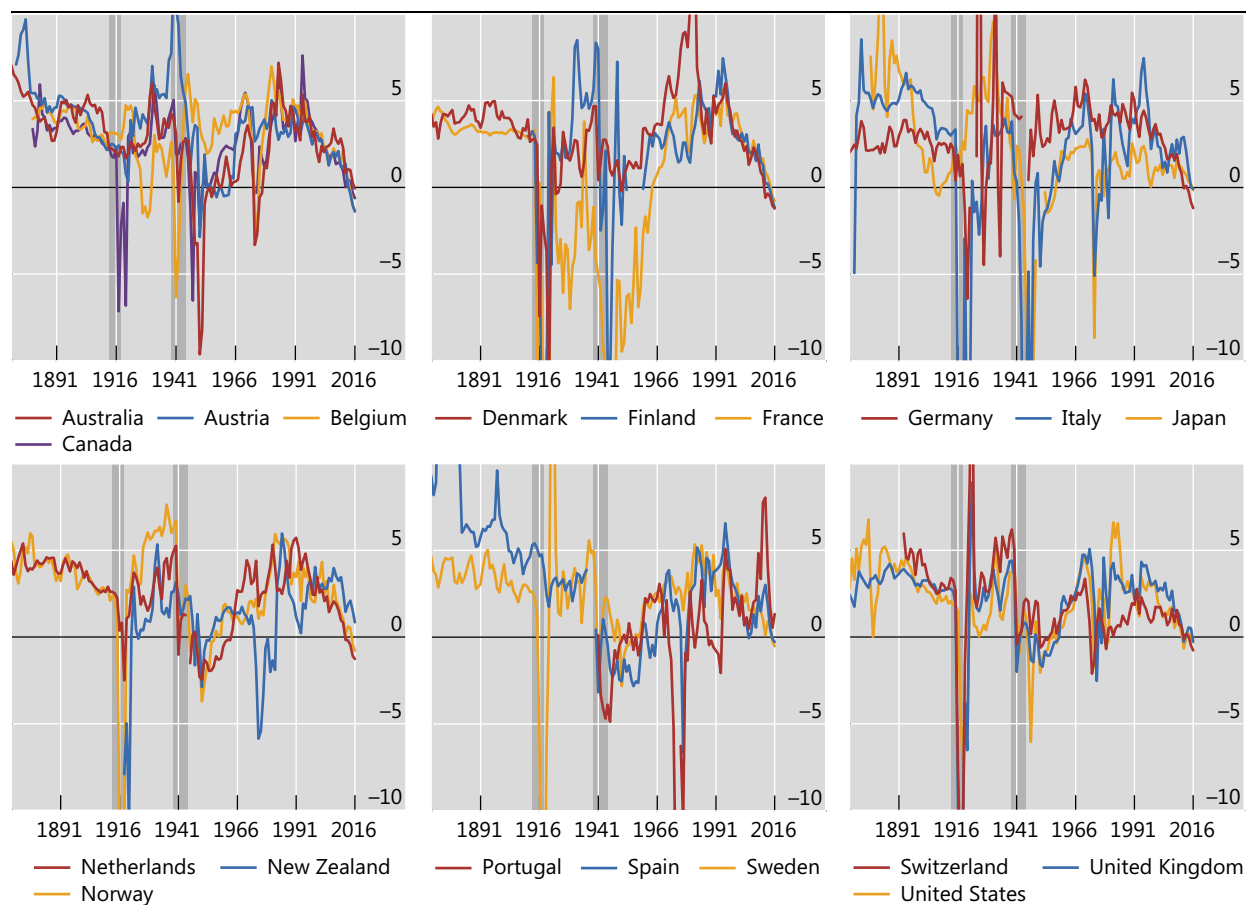 5
0
–5
–10
1891 1916 1941 1966 1991 2016
Australia Austria Belgium
Canada
5
0
–5
–10
1891 1916 1941 1966 1991 2016
Denmark Finland France
5
0
–5
–10
1891 1916 1941 1966 1991 2016
Germany Italy Japan
5
0
–5
–10
1891 1916 1941 1966 1991 2016
Netherlands New Zealand
Norway
5
0
–5
–10
1891 1916 1941 1966 1991 2016
Portugal Spain Sweden
5
0
–5
–10
1891 1916 1941 1966 1991 2016
Switzerland United Kingdom
United States